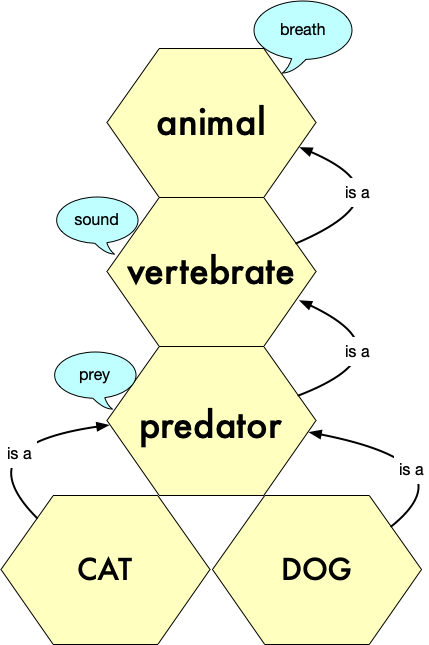 breath
animal
is a
sound
vertebrate
is a
prey
predator
is a
is a
CAT
DOG